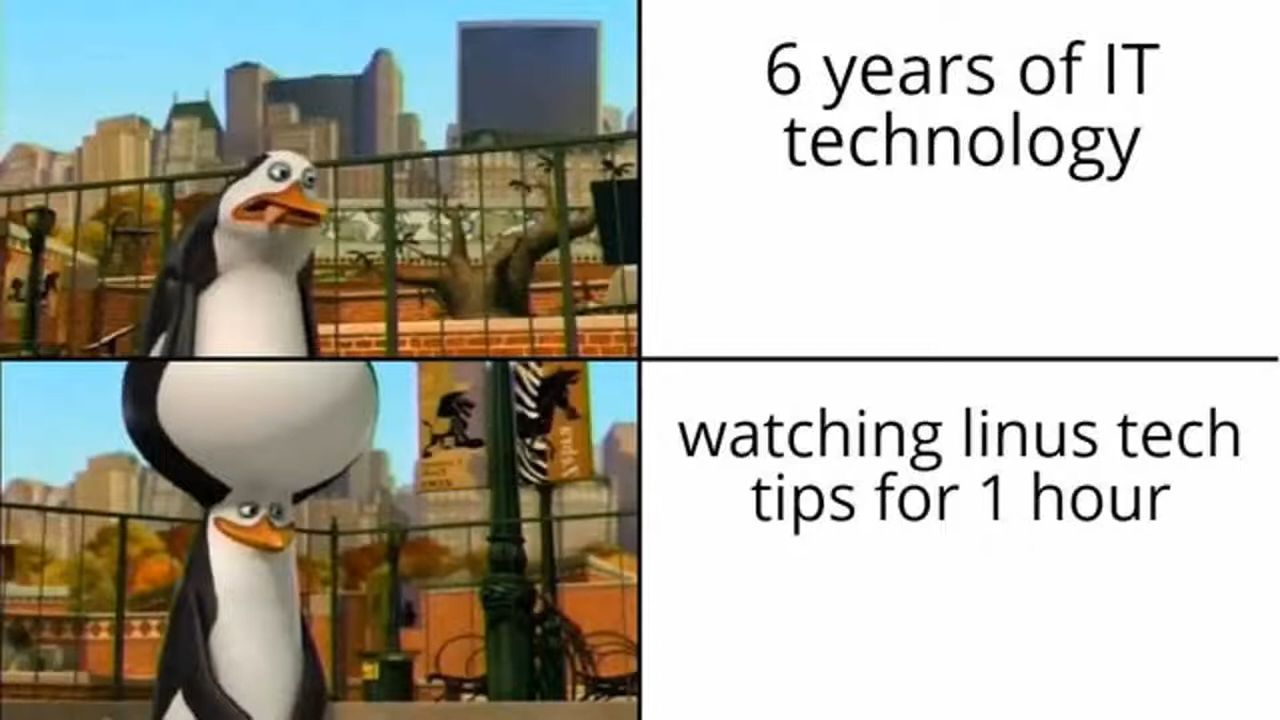 6 years of IT
technology
watching linus tech
tips for 1 hour